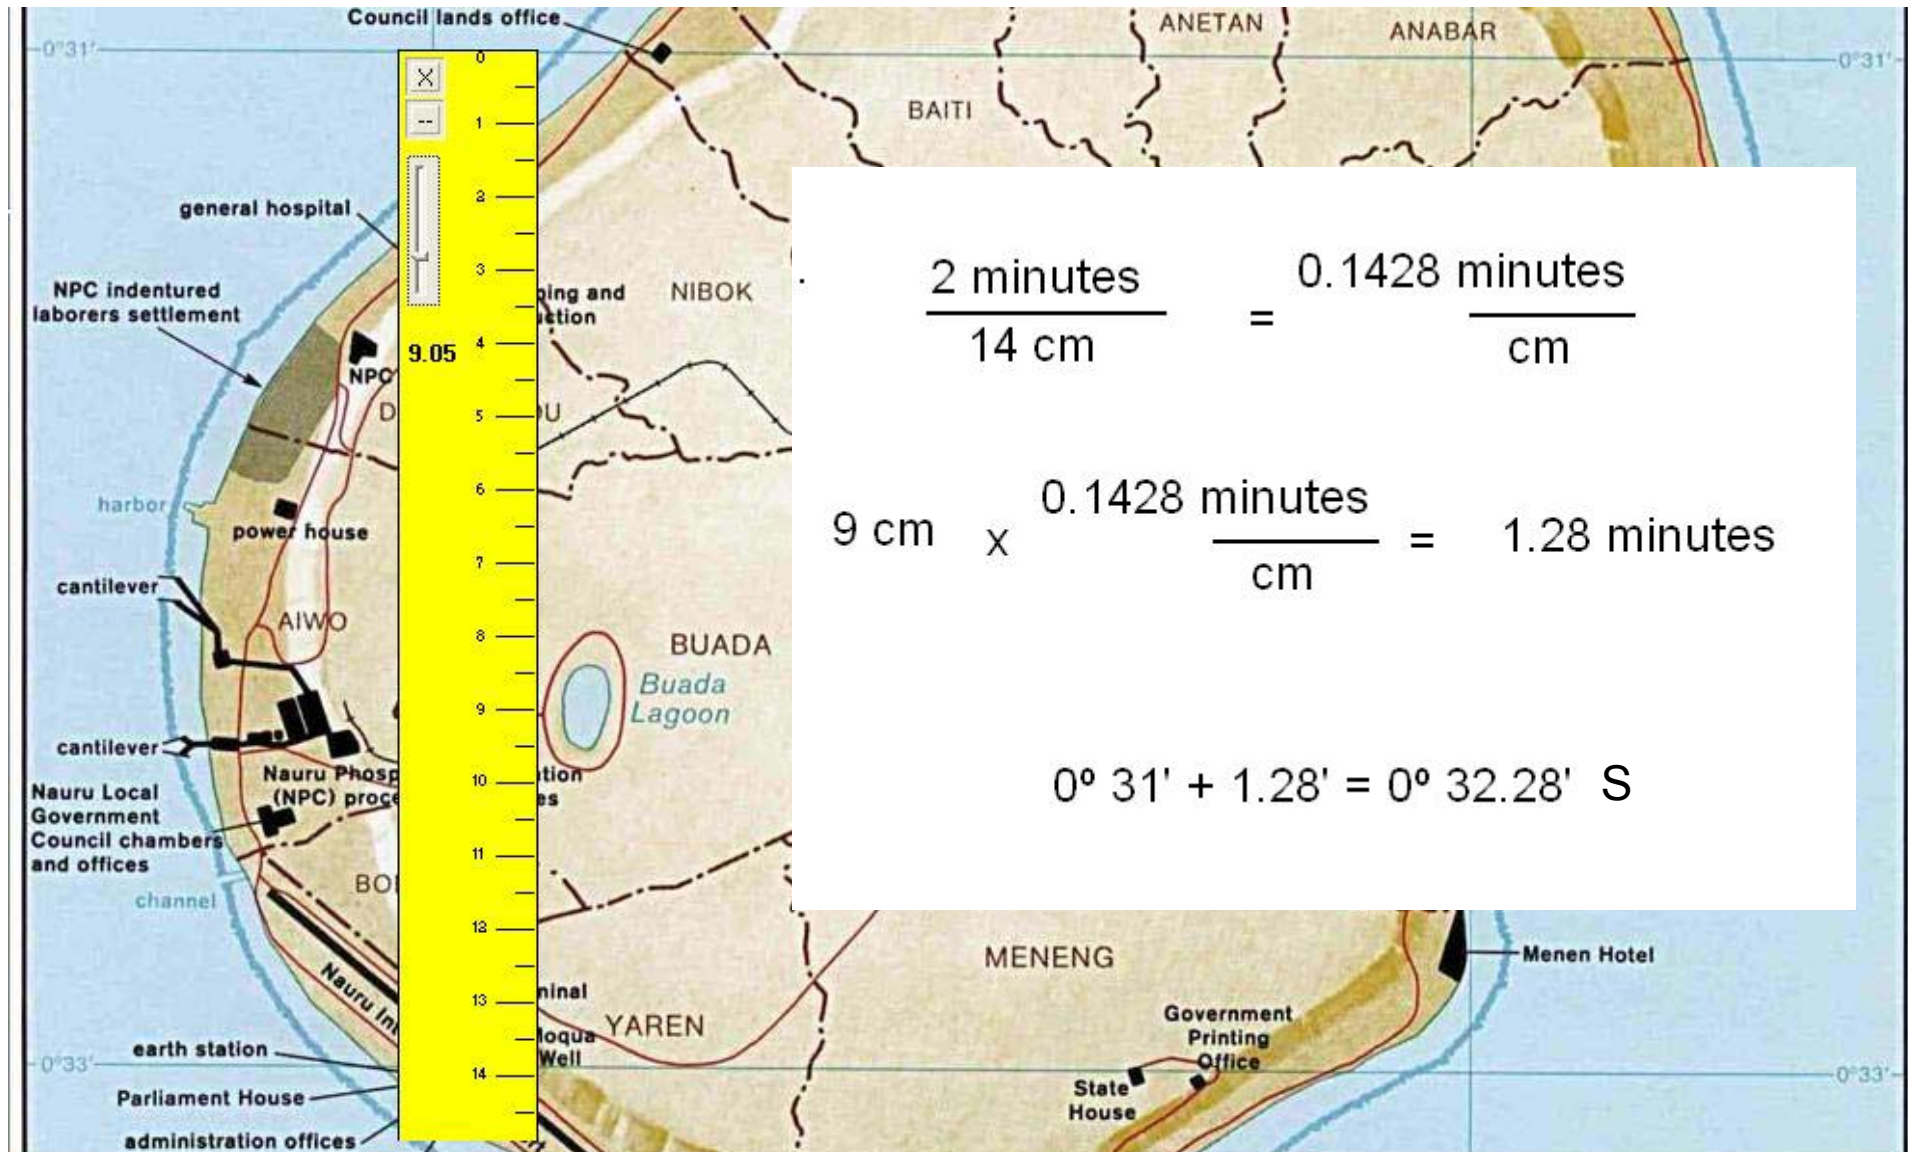 Council lands office
ANETAN
ANABAR
0°31'
0°31'
BAITI
general hospital
NPC indentured
laborers settlement
NIBOK
NPC
harbor
power house
cantilever
AIWO
BUADA
Buada
Lagoon
cantilever
Nauru Local
Government
Council chambers
and offices
channel
MENENG
Menen Hotel
YAREN
Well
Government
Printing
Office
State
House
earth station
0°33'
0°33'
Parliament House
administration offices
X
--
9.05
0
1
2
3
4
5
6
7
8
9
10
11
12
13
14
2 minutes
14 cm
=
0.1428 minutes
cm
9 cm x
0.1428 minutes
cm
= 1.28 minutes
0º 31' + 1.28' = 0º 32.28' S